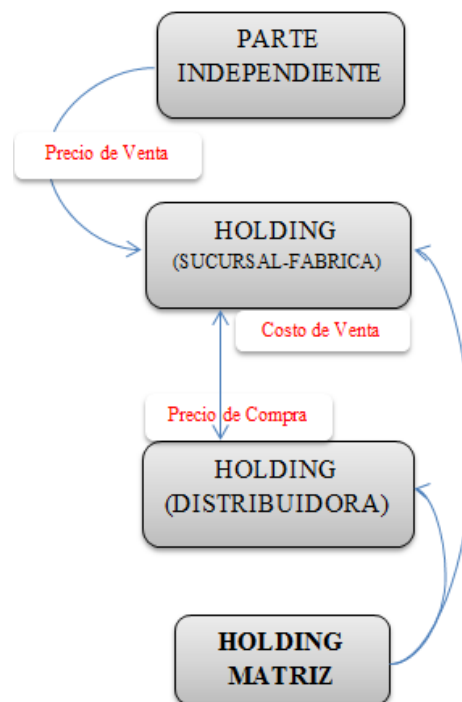 PARTE
INDEPENDIENTE
Precio de Venta
HOLDING
(SUCURSAL-FABRICA)
Costo de Venta
Precio de Compra
HOLDING
(DISTRIBUIDORA)
HOLDING
MATRIZ